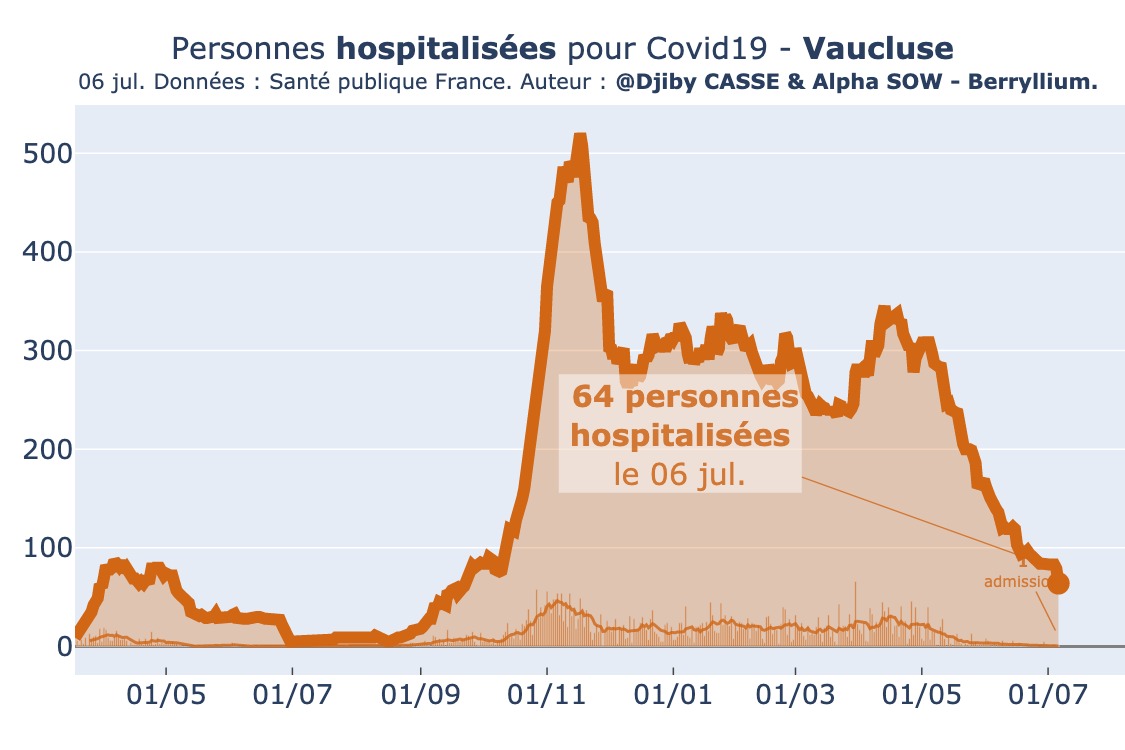 Personnes hospitalisées pour Covid19 - Vaucluse
06 jul. Données : Santé publique France. Auteur : @Djiby CASSE & Alpha SOW - Berryllium.
500
400
300
200
100
0
64 personnes
hospitalisées
le 06 jul.
1
admissio
01/05 01/07 01/09 01/11 01/01 01/03 01/05 01/07